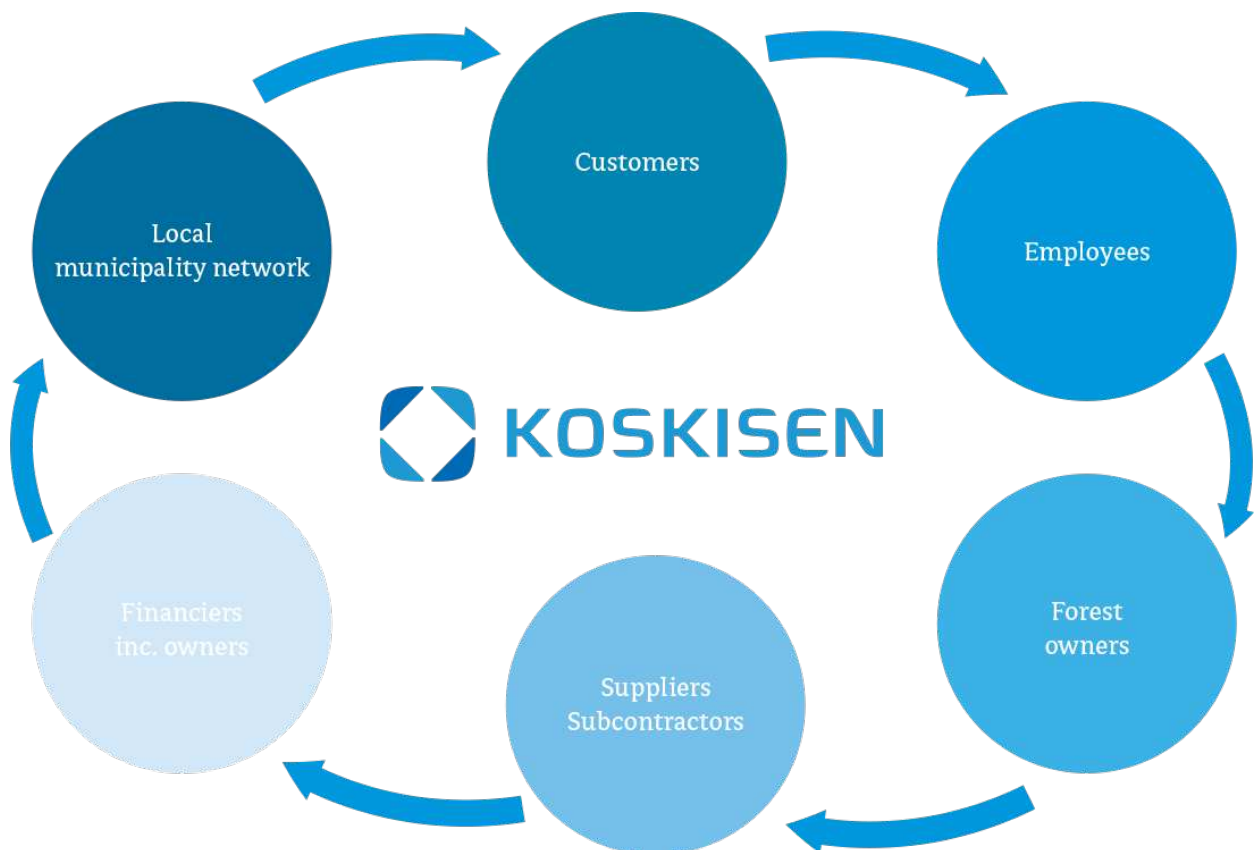 Customers
Employees
Forest
owners
Suppliers
Subcontractors
Financiers
inc. owners
Local
municipality network
KOSKISEN